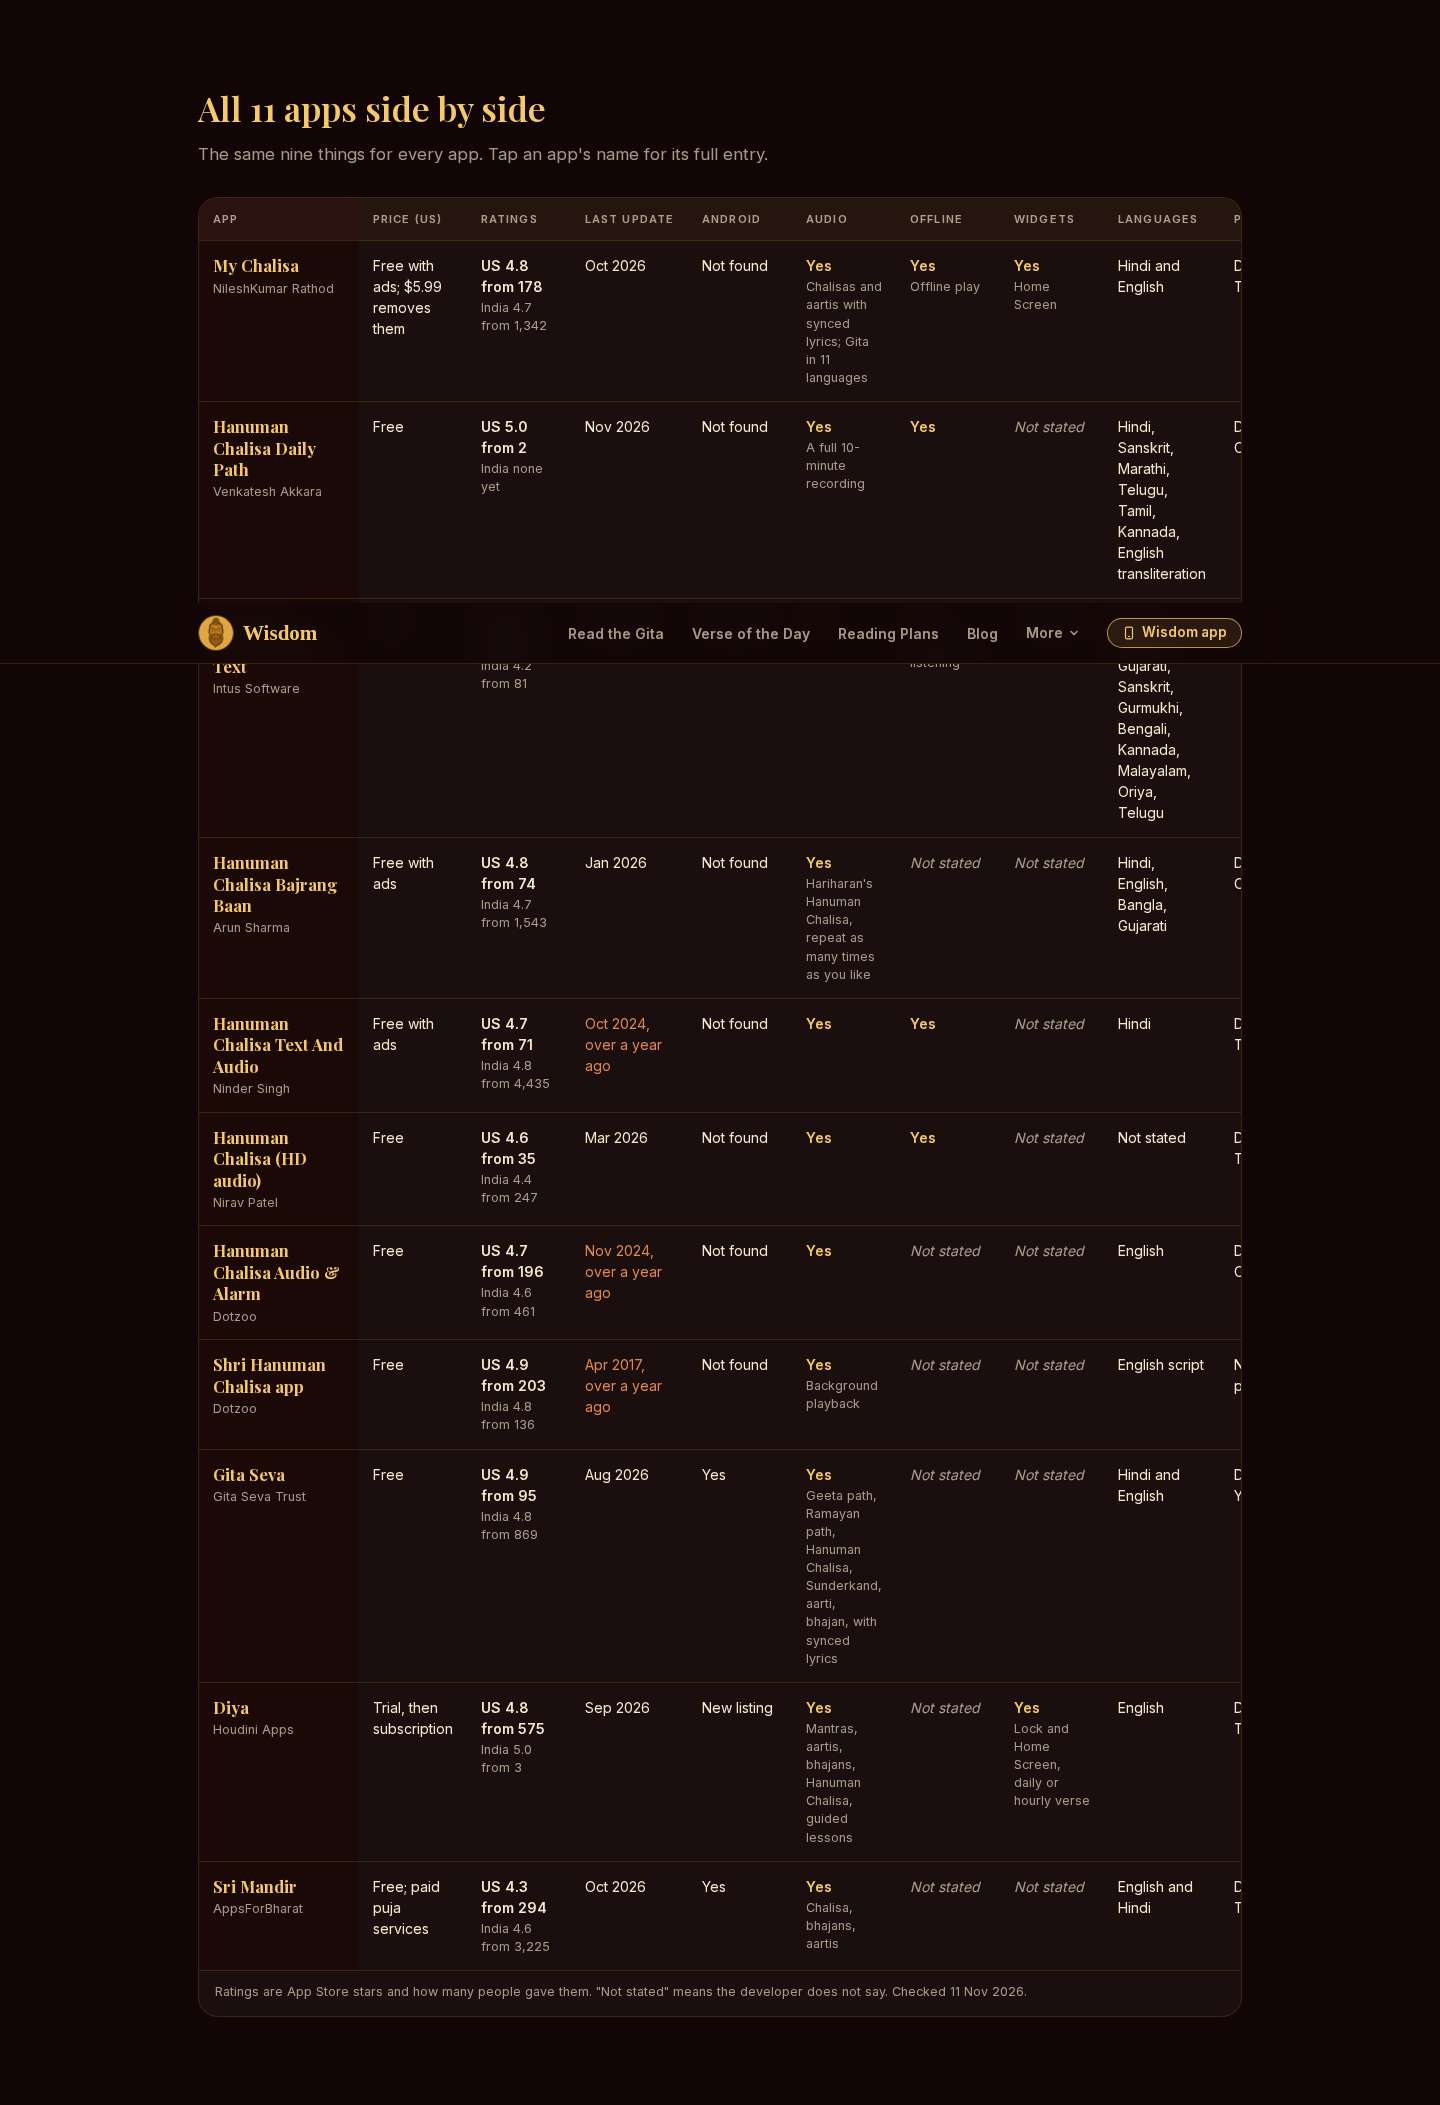 All 11 apps side by side
The same nine things for every app. Tap an app's name for its full entry.
APP PRICE (US) RATINGS LAST UPDATE ANDROID AUDIO OFFLINE WIDGETS LANGUAGES
My Chalisa
NileshKumar Rathod
Free with
ads; $5.99
removes
them
US 4.8
from 178
India 4.7
from 1,342
Oct 2026
Not found
Yes
Chalisas and
aartis with
synced
lyrics; Gita
in 11
languages
Yes
Offline play
Yes
Home
Screen
Hindi and
English
Hanuman
Chalisa Daily
Path
Venkatesh Akkara
Free
US 5.0
from 2
India none
yet
Nov 2026
Not found
Yes
A full 10-
minute
recording
Yes
Not stated
Hindi,
Sanskrit,
Marathi,
Telugu,
Tamil,
Kannada,
English
transliteration
Wisdom
Read the Gita Verse of the Day Reading Plans Blog More Wisdom app
Text
Intus Software
India 4.2
from 81
listening
Gujarati,
Sanskrit,
Gurmukhi,
Bengali,
Kannada,
Malayalam,
Oriya,
Telugu
Hanuman
Chalisa Bajrang
Baan
Arun Sharma
Free with
ads
US 4.8
from 74
India 4.7
from 1,543
Jan 2026
Not found
Yes
Hariharan's
Hanuman
Chalisa,
repeat as
many times
as you like
Not stated
Not stated
Hindi,
English,
Bangla,
Gujarati
Hanuman
Chalisa Text And
Audio
Ninder Singh
Free with
ads
US 4.7
from 71
India 4.8
from 4,435
Oct 2024,
over a year
ago
Not found
Yes
Yes
Not stated
Hindi
Hanuman
Chalisa (HD
audio)
Nirav Patel
Free
US 4.6
from 35
India 4.4
from 247
Mar 2026
Not found
Yes
Yes
Not stated
Not stated
Hanuman
Chalisa Audio &
Alarm
Dotzoo
Free
US 4.7
from 196
India 4.6
from 461
Nov 2024,
over a year
ago
Not found
Yes
Not stated
Not stated
English
Shri Hanuman
Chalisa app
Dotzoo
Free
US 4.9
from 203
India 4.8
from 136
Apr 2017,
over a year
ago
Not found
Yes
Background
playback
Not stated
Not stated
English script
Gita Seva
Gita Seva Trust
Free
US 4.9
from 95
India 4.8
from 869
Aug 2026
Yes
Yes
Geeta path,
Ramayan
path,
Hanuman
Chalisa,
Sunderkand,
aarti,
bhajan, with
synced
lyrics
Not stated
Not stated
Hindi and
English
Diya
Houdini Apps
Trial, then
subscription
US 4.8
from 575
India 5.0
from 3
Sep 2026
New listing
Yes
Mantras,
aartis,
bhajans,
Hanuman
Chalisa,
guided
lessons
Not stated
Yes
Lock and
Home
Screen,
daily or
hourly verse
English
Sri Mandir
AppsForBharat
Free; paid
puja
services
US 4.3
from 294
India 4.6
from 3,225
Oct 2026
Yes
Yes
Chalisa,
bhajans,
aartis
Not stated
Not stated
English and
Hindi
Ratings are App Store stars and how many people gave them. "Not stated" means the developer does not say. Checked 11 Nov 2026.